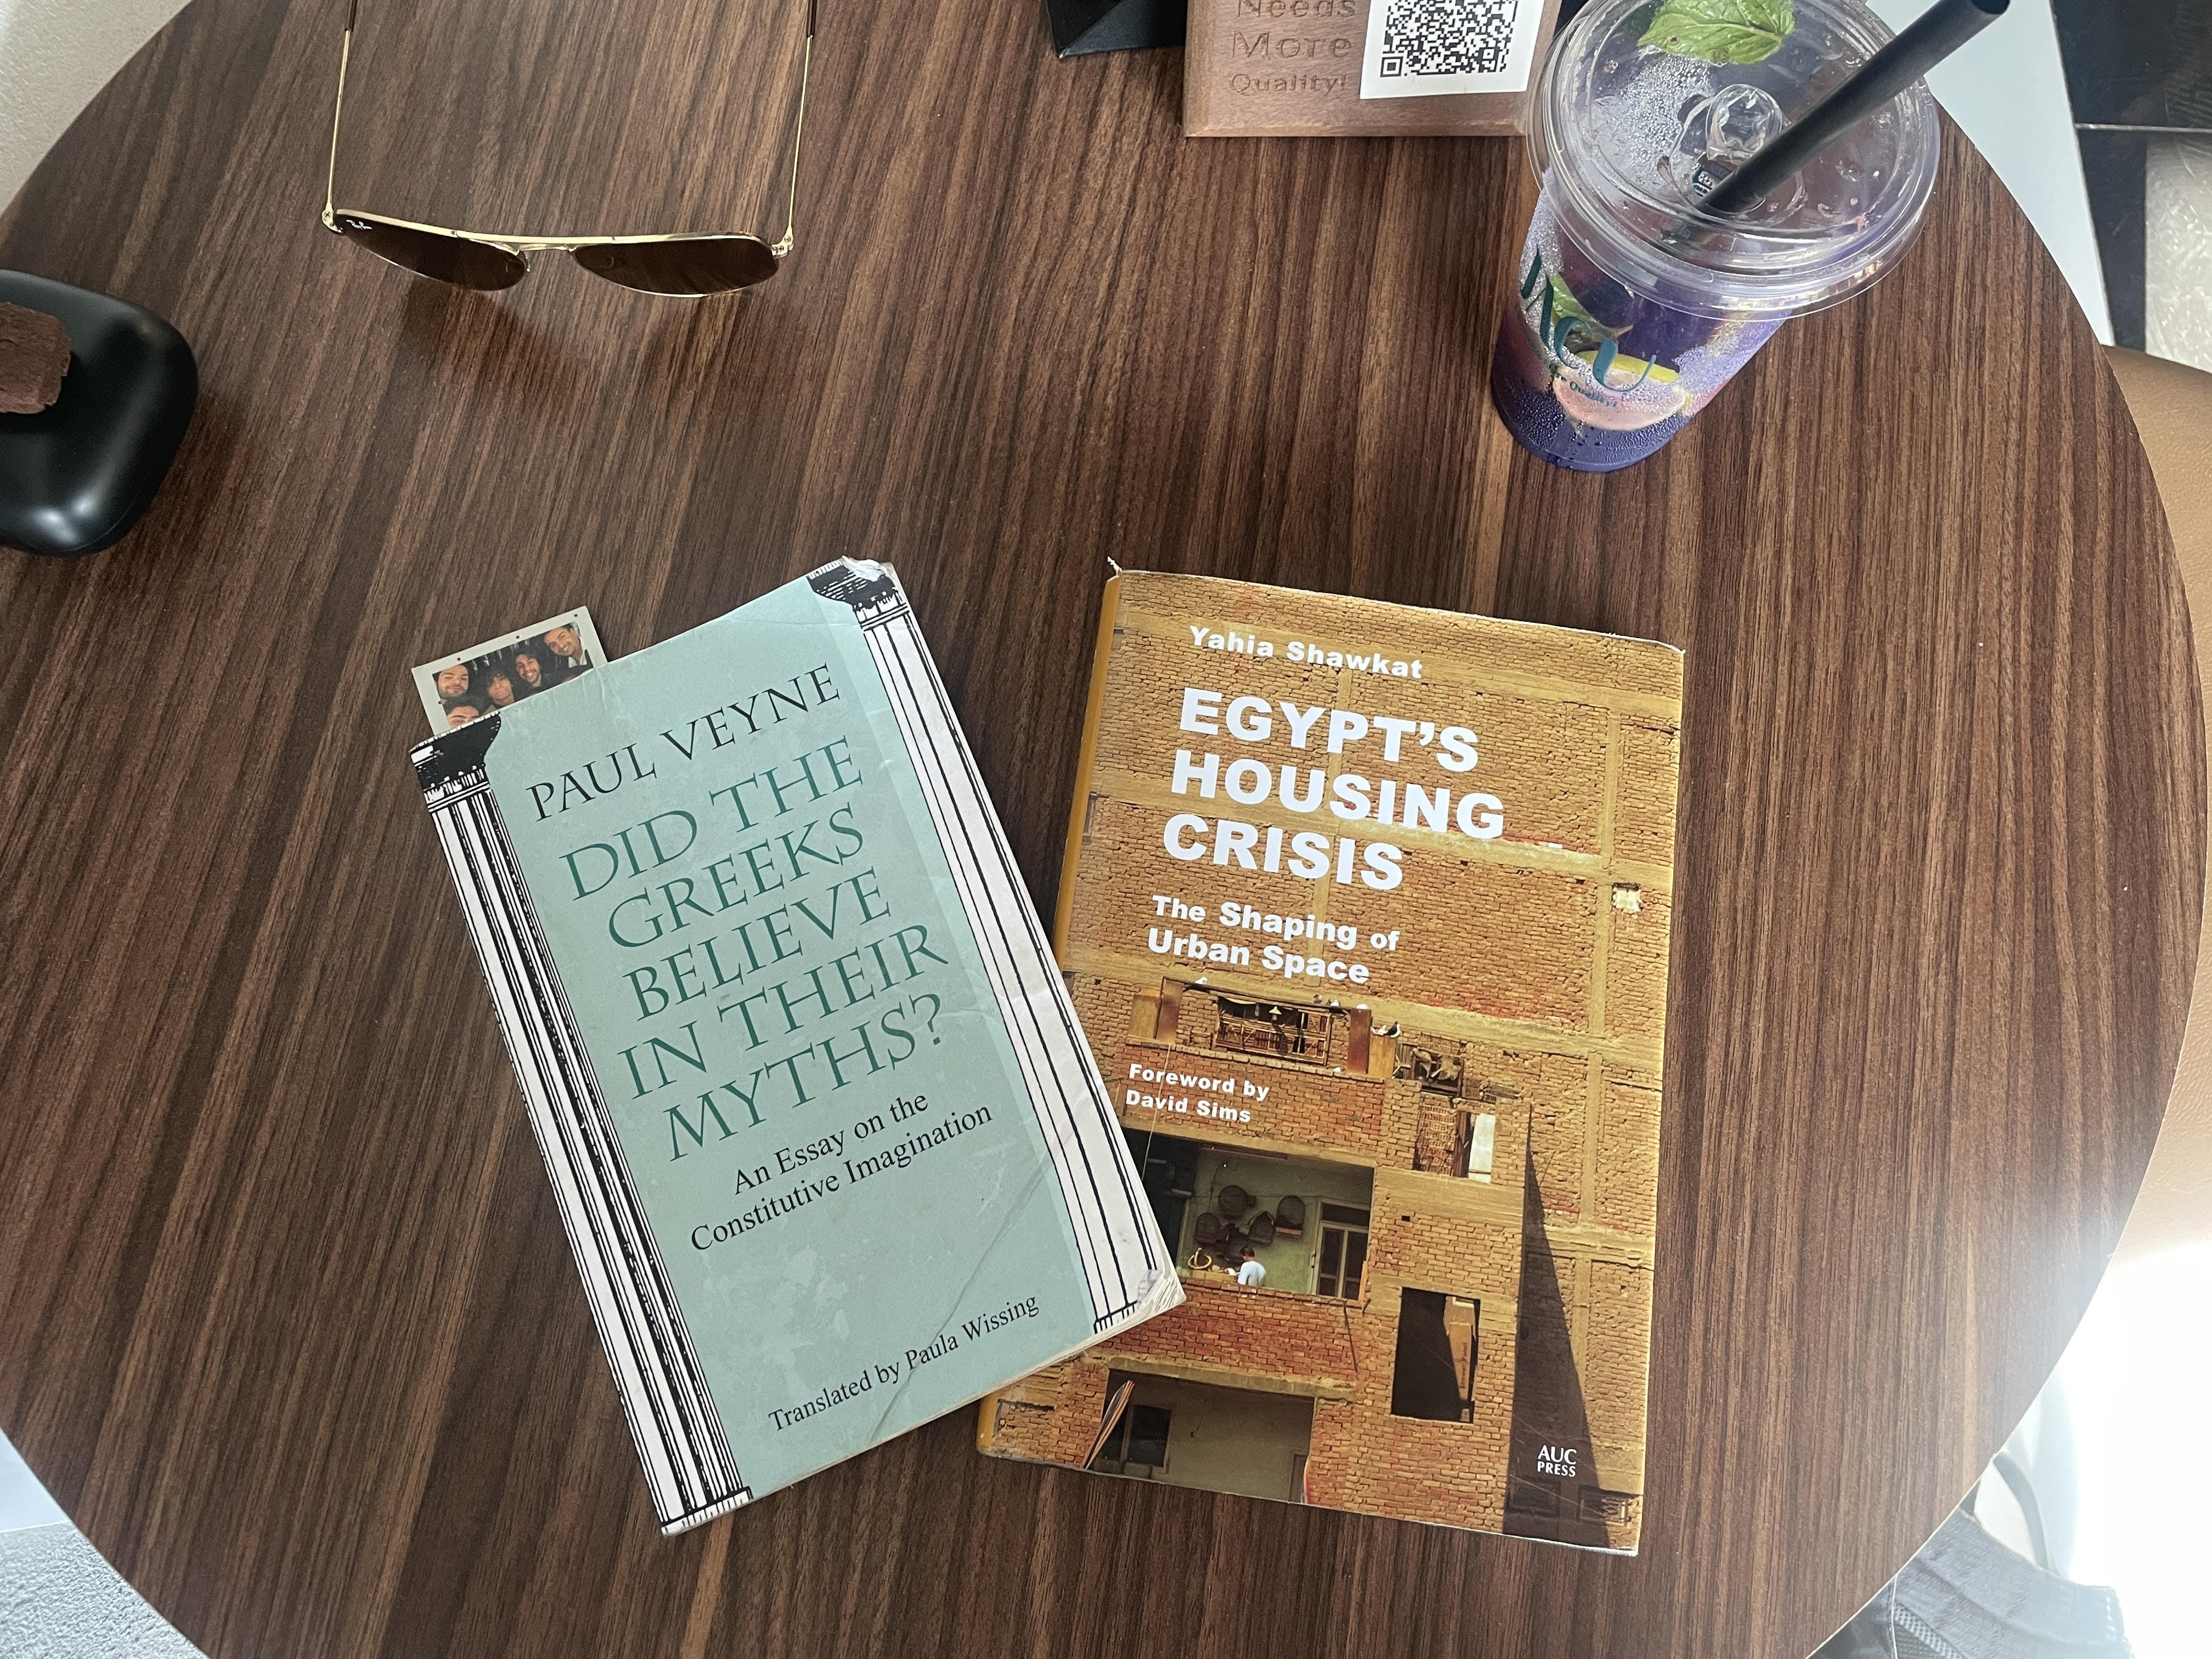 Needs
More
Quality!
Ray-Ban
PAUL VEYNE
DID THE
GREEKS
BELIEVE
IN THEIR
MYTHS?
An Essay on the
Constitutive Imagination
Translated by Paula Wissing
Yahia Shawkat
EGYPT'S
HOUSING
CRISIS
The Shaping of
Urban Space
Foreword by
David Sims
AUC
PRESS